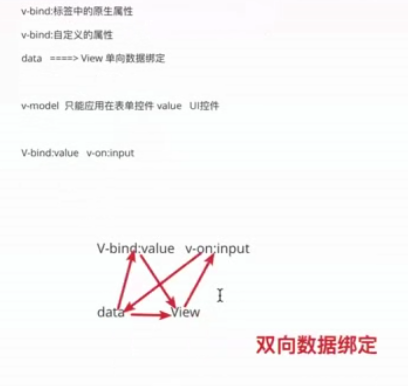 v-bind:标签中的原生属性
v-bind:自定义的属性
data ====> View 单向数据绑定
v-model 只能应用在表单控件 value UI控件
V-bind:value v-on:input
V-bind:value v-on:input
data View
双向数据绑定